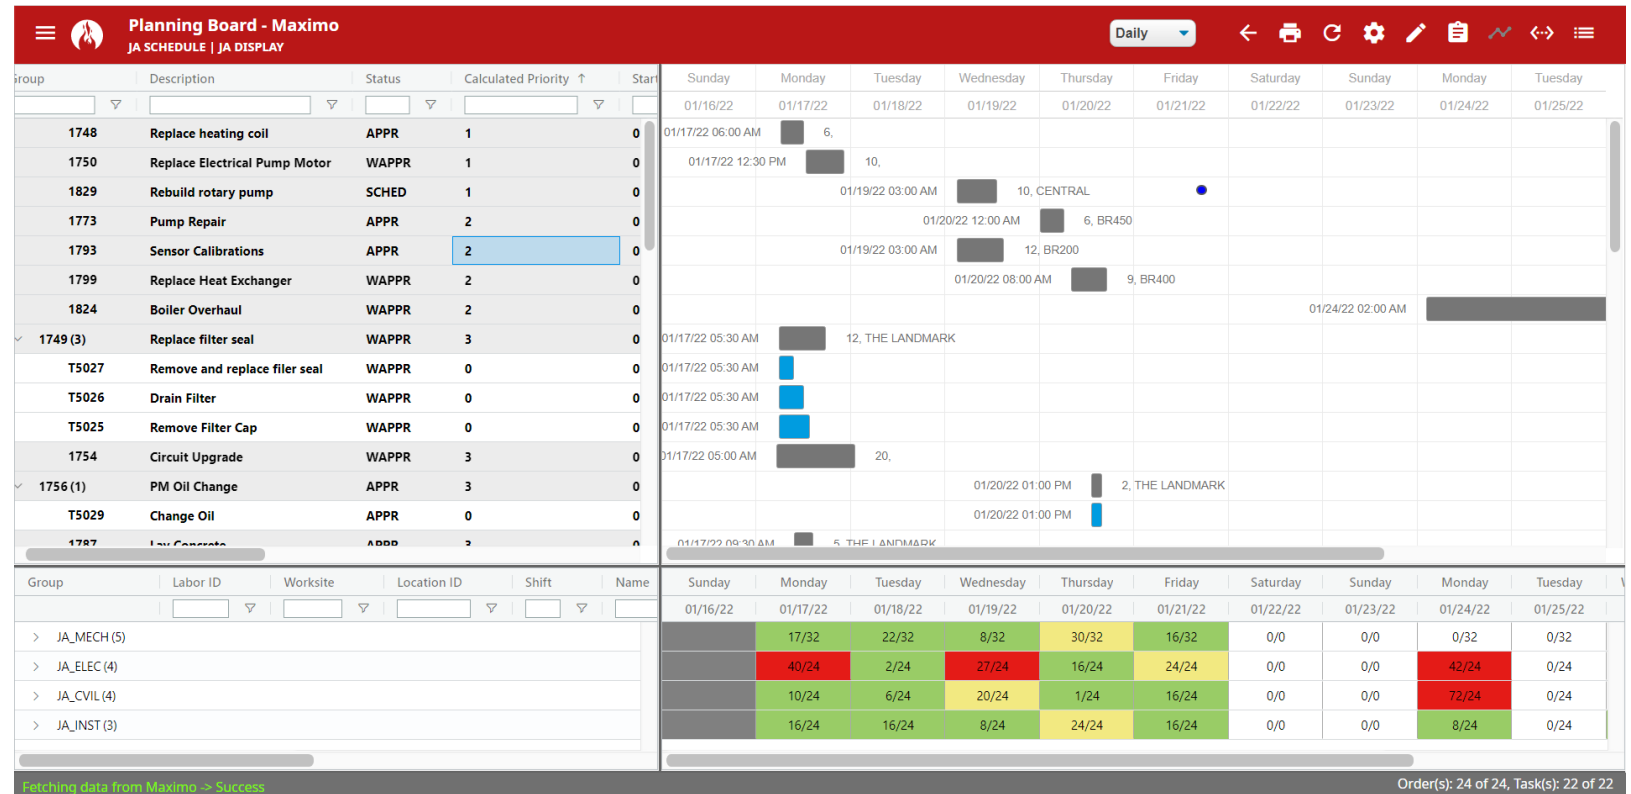 Planning Board - Maximo
JA SCHEDULE | JA DISPLAY
Daily
Group Description Status Calculated Priority ↑ Start
Sunday Monday Tuesday Wednesday Thursday Friday Saturday Sunday Monday Tuesday
01/16/22 01/17/22 01/18/22 01/19/22 01/20/22 01/21/22 01/22/22 01/23/22 01/24/22 01/25/22
1748 Replace heating coil APPR 1 0 01/17/22 06:00 AM 6,
1750 Replace Electrical Pump Motor WAPPR 1 0 01/17/22 12:30 PM 10,
1829 Rebuild rotary pump SCHED 1 0 01/19/22 03:00 AM 10, CENTRAL
1773 Pump Repair APPR 2 0 01/20/22 12:00 AM 6, BR450
1793 Sensor Calibrations APPR 2 0 01/19/22 03:00 AM 12, BR200
1799 Replace Heat Exchanger WAPPR 2 0 01/20/22 08:00 AM 9, BR400
1824 Boiler Overhaul WAPPR 2 0 01/24/22 02:00 AM
1749 (3) Replace filter seal WAPPR 3 0 01/17/22 05:30 AM 12, THE LANDMARK
T5027 Remove and replace filer seal WAPPR 0 0 01/17/22 05:30 AM
T5026 Drain Filter WAPPR 0 0 01/17/22 05:30 AM
T5025 Remove Filter Cap WAPPR 0 0 01/17/22 05:30 AM
1754 Circuit Upgrade WAPPR 3 0 01/17/22 05:00 AM 20,
1756 (1) PM Oil Change APPR 3 0 01/20/22 01:00 PM 2, THE LANDMARK
T5029 Change Oil APPR 0 0 01/20/22 01:00 PM
1787 Lay Concrete APPR 3 0 01/17/22 09:30 AM 5, THE LANDMARK
Group Labor ID Worksite Location ID Shift Name
Sunday Monday Tuesday Wednesday Thursday Friday Saturday Sunday Monday Tuesday
01/16/22 01/17/22 01/18/22 01/19/22 01/20/22 01/21/22 01/22/22 01/23/22 01/24/22 01/25/22
JA_MECH (5) 17/32 22/32 8/32 30/32 16/32 0/0 0/0 0/32 0/32
JA_ELEC (4) 40/24 2/24 27/24 16/24 24/24 0/0 0/0 42/24 0/24
JA_CVIL (4) 10/24 6/24 20/24 1/24 16/24 0/0 0/0 72/24 0/24
JA_INST (3) 16/24 16/24 8/24 24/24 16/24 0/0 0/0 8/24 0/24
Fetching data from Maximo -> Success
Order(s): 24 of 24, Task(s): 22 of 22